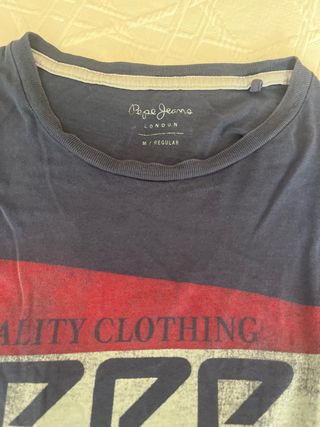 Pepe Jeans
LONDON
M / REGULAR
ALITY CLOTHING